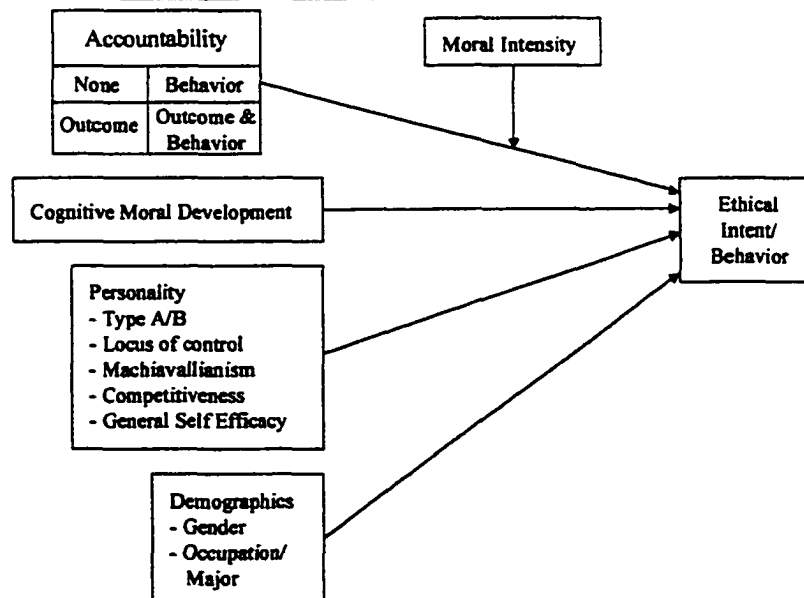 Accountability
None Behavior
Outcome Outcome &
Behavior
Moral Intensity
Cognitive Moral Development
Ethical
Intent/
Behavior
Personality
- Type A/B
- Locus of control
- Machiavallianism
- Competitiveness
- General Self Efficacy
Demographics
- Gender
- Occupation/
Major